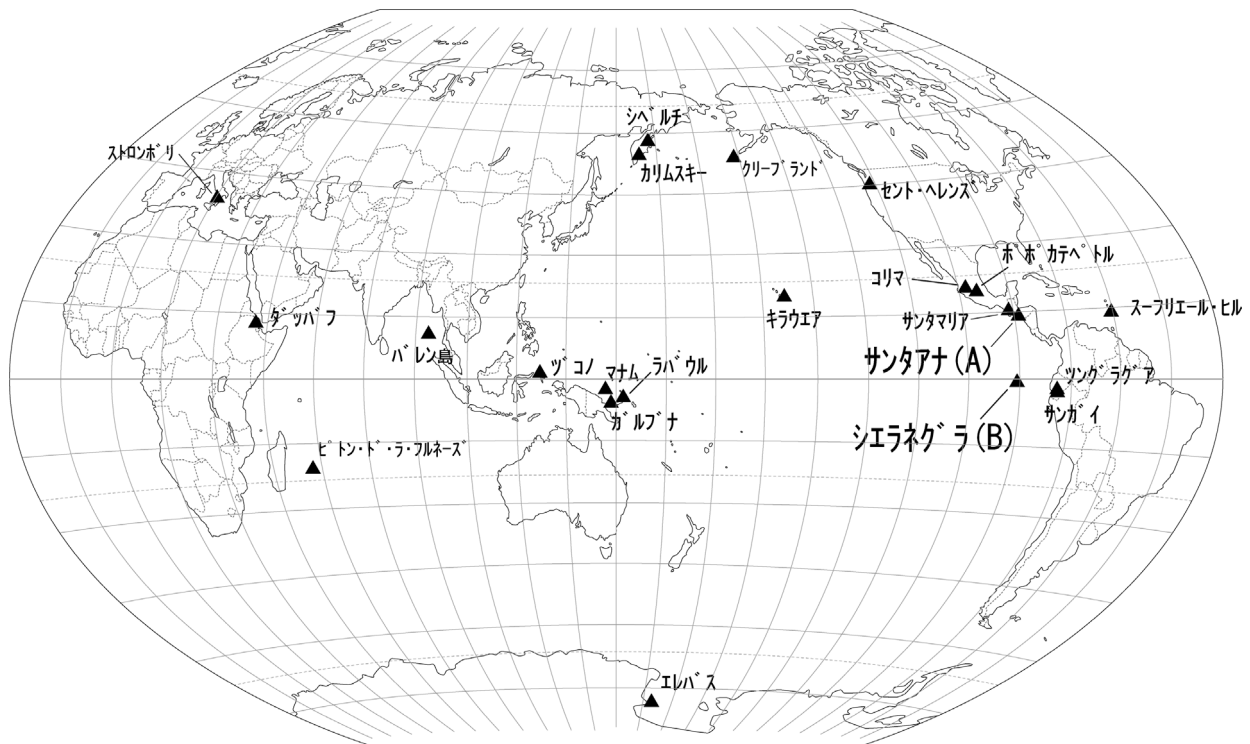 シベルチ
ストロンボリ
カリムスキー
クリーブランド
セント・ヘレンズ
ポポカテペトル
コリマ
キラウエア
サンタマリア
スーフリエール・ヒル
ダッバフ
バレン島
サンタアナ(A)
ヅコノ
マナム
ラバウル
ツングラグア
ガルブナ
サンガイ
シエラネグラ(B)
ピトン・ド・ラ・フルネーズ
エレバス